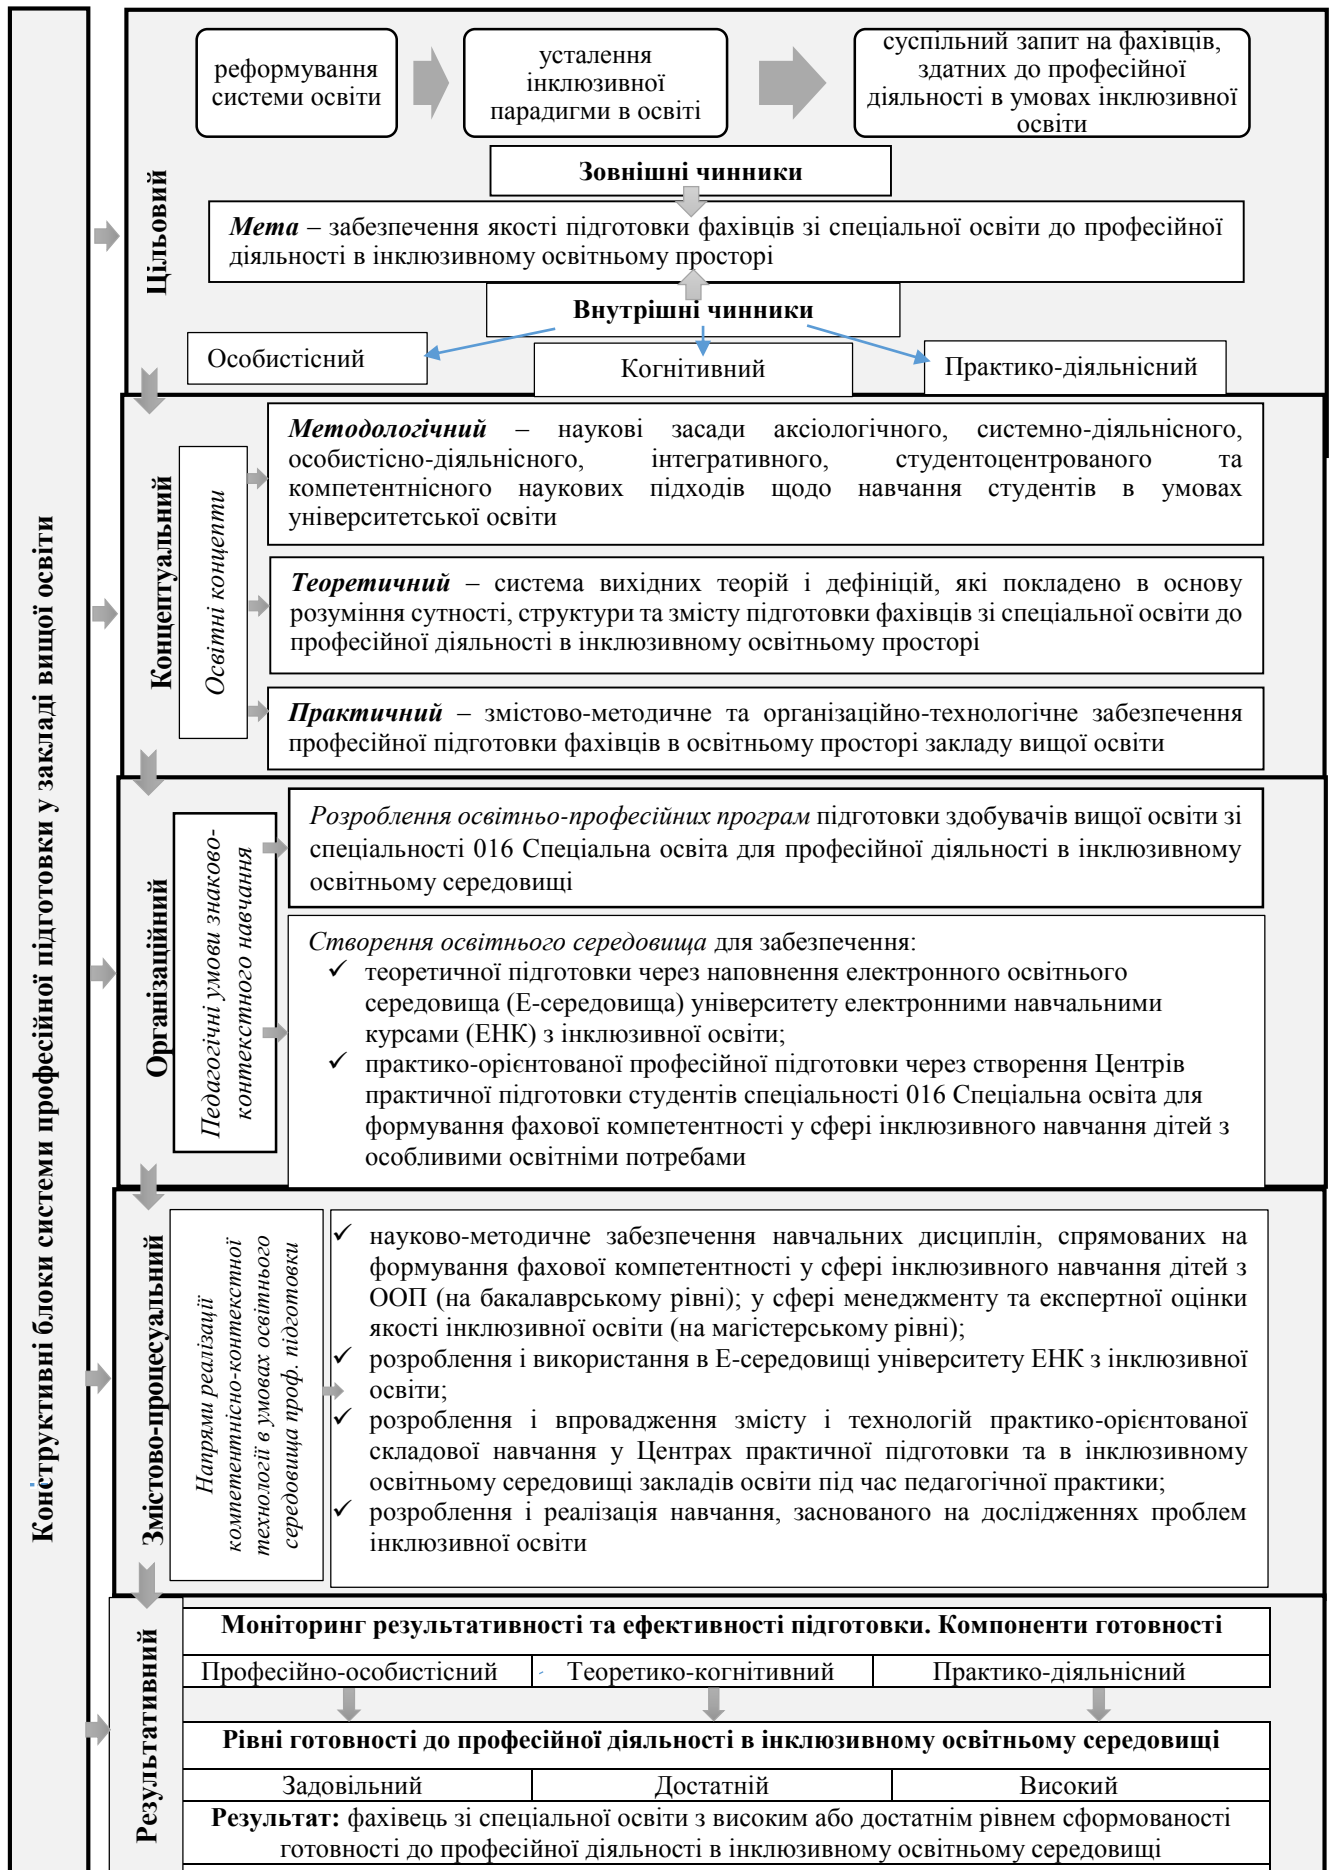 Конструктивні блоки системи професійної підготовки у закладі вищої освіти
Цільовий
реформування
системи освіти
усталення
інклюзивної
парадигми в освіті
суспільний запит на фахівців,
здатних до професійної
діяльності в умовах інклюзивної
освіти
Зовнішні чинники
Мета – забезпечення якості підготовки фахівців зі спеціальної освіти до професійної
діяльності в інклюзивному освітньому просторі
Внутрішні чинники
Особистісний
Когнітивний
Практико-діяльнісний
Концептуальний
Освітні концепти
Методологічний – наукові засади аксіологічного, системно-діяльнісного,
особистісно-діяльнісного, інтегративного, студентоцентрованого та
компетентнісного наукових підходів щодо навчання студентів в умовах
університетської освіти
Теоретичний – система вихідних теорій і дефініцій, які покладено в основу
розуміння сутності, структури та змісту підготовки фахівців зі спеціальної освіти до
професійної діяльності в інклюзивному освітньому просторі
Практичний – змістово-методичне та організаційно-технологічне забезпечення
професійної підготовки фахівців в освітньому просторі закладу вищої освіти
Організаційний
Педагогічні умови знаково-
контекстного навчання
Розроблення освітньо-професійних програм підготовки здобувачів вищої освіти зі
спеціальності 016 Спеціальна освіта для професійної діяльності в інклюзивному
освітньому середовищі
Створення освітнього середовища для забезпечення:
✓ теоретичної підготовки через наповнення електронного освітнього
середовища (Е-середовища) університету електронними навчальними
курсами (ЕНК) з інклюзивної освіти;
✓ практико-орієнтованої професійної підготовки через створення Центрів
практичної підготовки студентів спеціальності 016 Спеціальна освіта для
формування фахової компетентності у сфері інклюзивного навчання дітей з
особливими освітніми потребами
Змістово-процесуальний
Напрями реалізації
компетентнісно-контекстної
технології в умовах освітнього
середовища проф. підготовки
✓ науково-методичне забезпечення навчальних дисциплін, спрямованих на
формування фахової компетентності у сфері інклюзивного навчання дітей з
ООП (на бакалаврському рівні); у сфері менеджменту та експертної оцінки
якості інклюзивної освіти (на магістерському рівні);
✓ розроблення і використання в Е-середовищі університету ЕНК з інклюзивної
освіти;
✓ розроблення і впровадження змісту і технологій практико-орієнтованої
складової навчання у Центрах практичної підготовки та в інклюзивному
освітньому середовищі закладів освіти під час педагогічної практики;
✓ розроблення і реалізація навчання, заснованого на дослідженнях проблем
інклюзивної освіти
Результативний
Моніторинг результативності та ефективності підготовки. Компоненти готовності
Професійно-особистісний
Теоретико-когнітивний
Практико-діяльнісний
Рівні готовності до професійної діяльності в інклюзивному освітньому середовищі
Задовільний
Достатній
Високий
Результат: фахівець зі спеціальної освіти з високим або достатнім рівнем сформованості
готовності до професійної діяльності в інклюзивному освітньому середовищі